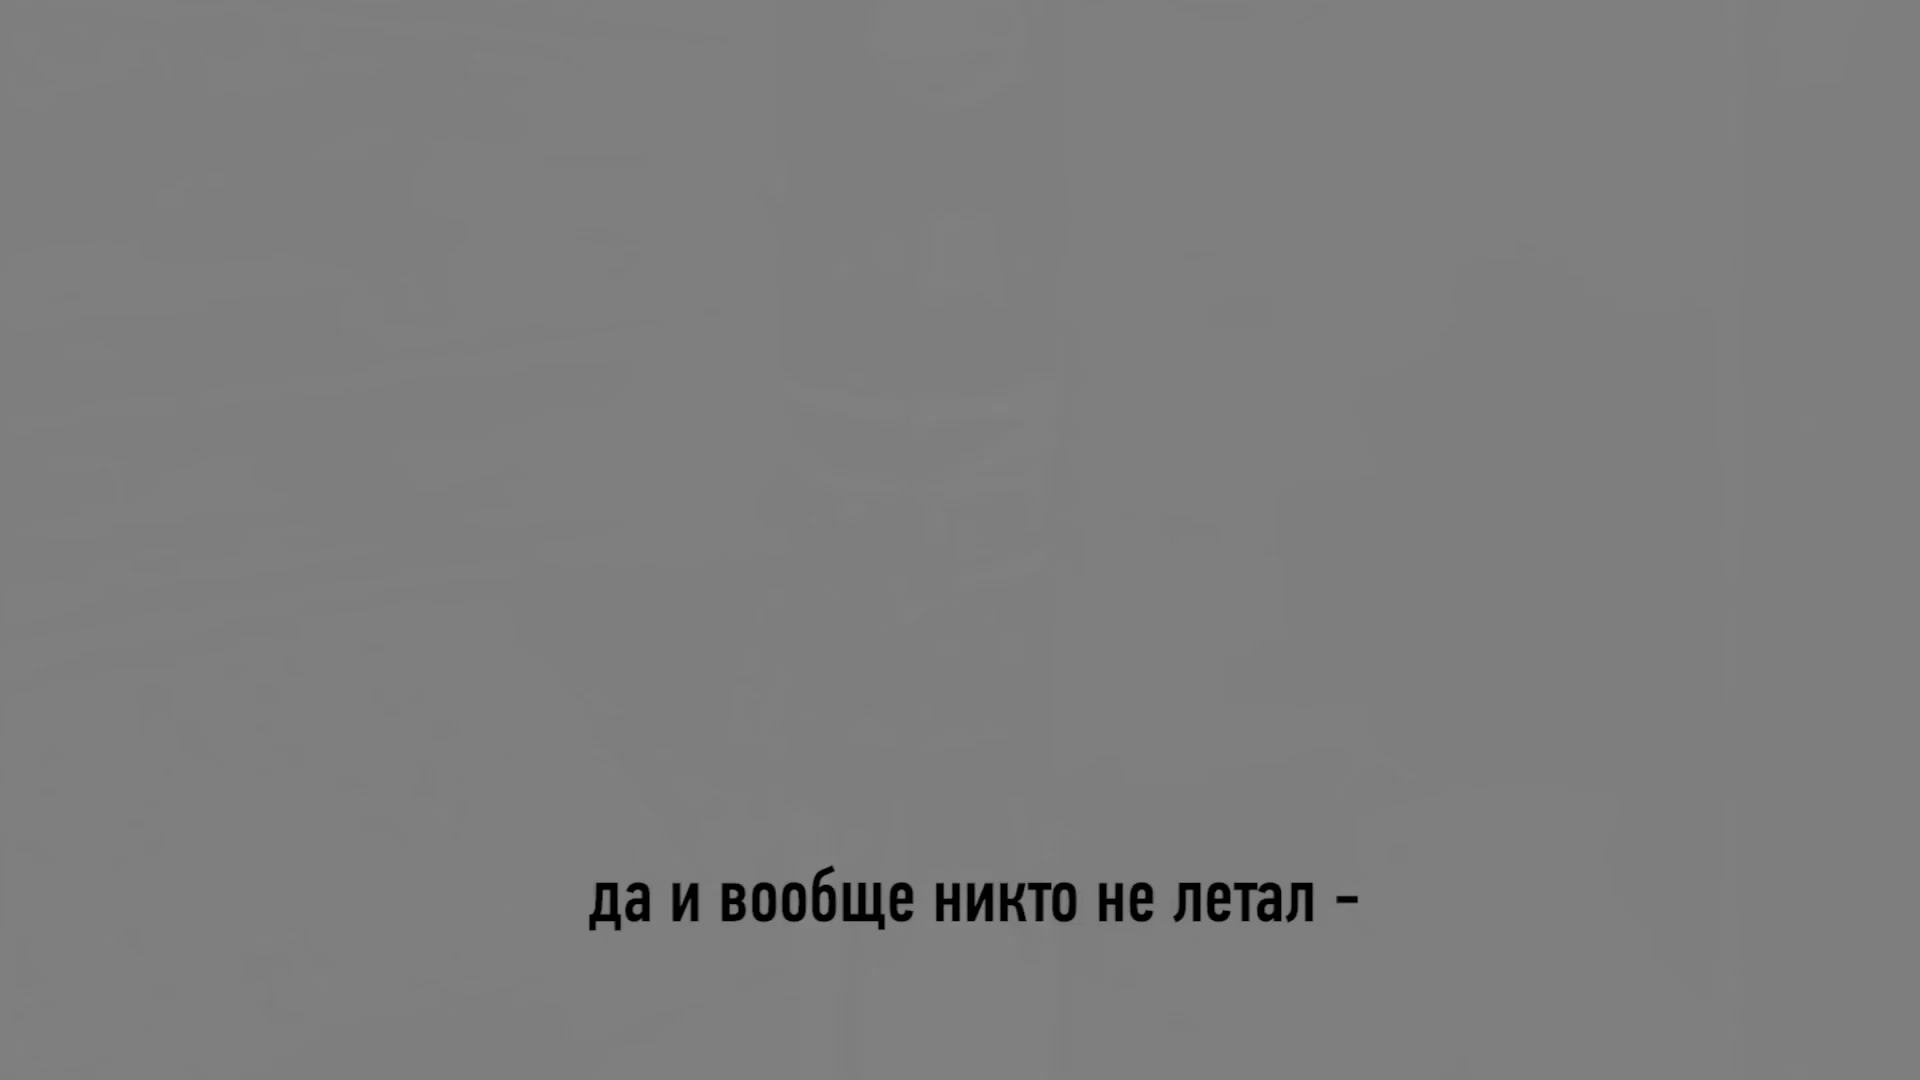 да и вообще никто не летал -